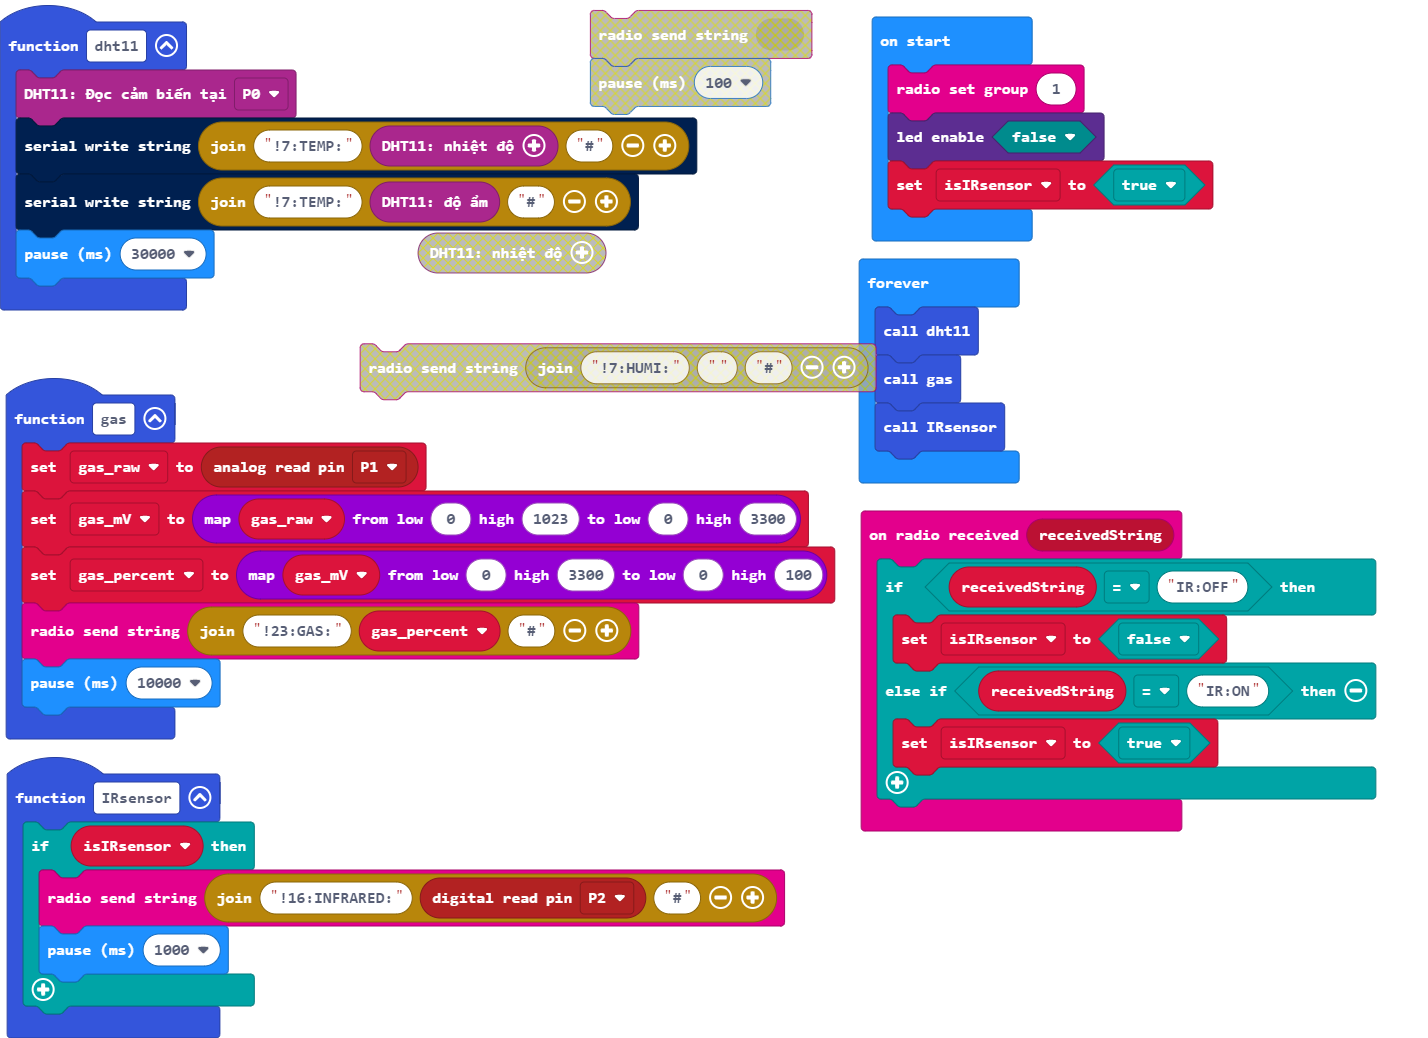 function dht11
DHT11: Đọc cảm biến tại P0
serial write string join "!7:TEMP:" DHT11: nhiệt độ "#"
serial write string join "!7:TEMP:" DHT11: độ ẩm "#"
pause (ms) 30000
DHT11: nhiệt độ
radio send string
pause (ms) 100
radio send string join "!7:HUMI:" " " "#"
function gas
set gas_raw to analog read pin P1
set gas_mV to map gas_raw from low 0 high 1023 to low 0 high 3300
set gas_percent to map gas_mV from low 0 high 3300 to low 0 high 100
radio send string join "!23:GAS:" gas_percent "#"
pause (ms) 10000
function IRsensor
if isIRsensor then
radio send string join "!16:INFRARED:" digital read pin P2 "#"
pause (ms) 1000
on start
radio set group 1
led enable false
set isIRsensor to true
forever
call dht11
call gas
call IRsensor
on radio received receivedString
if receivedString = "IR:OFF" then
set isIRsensor to false
else if receivedString = "IR:ON" then
set isIRsensor to true